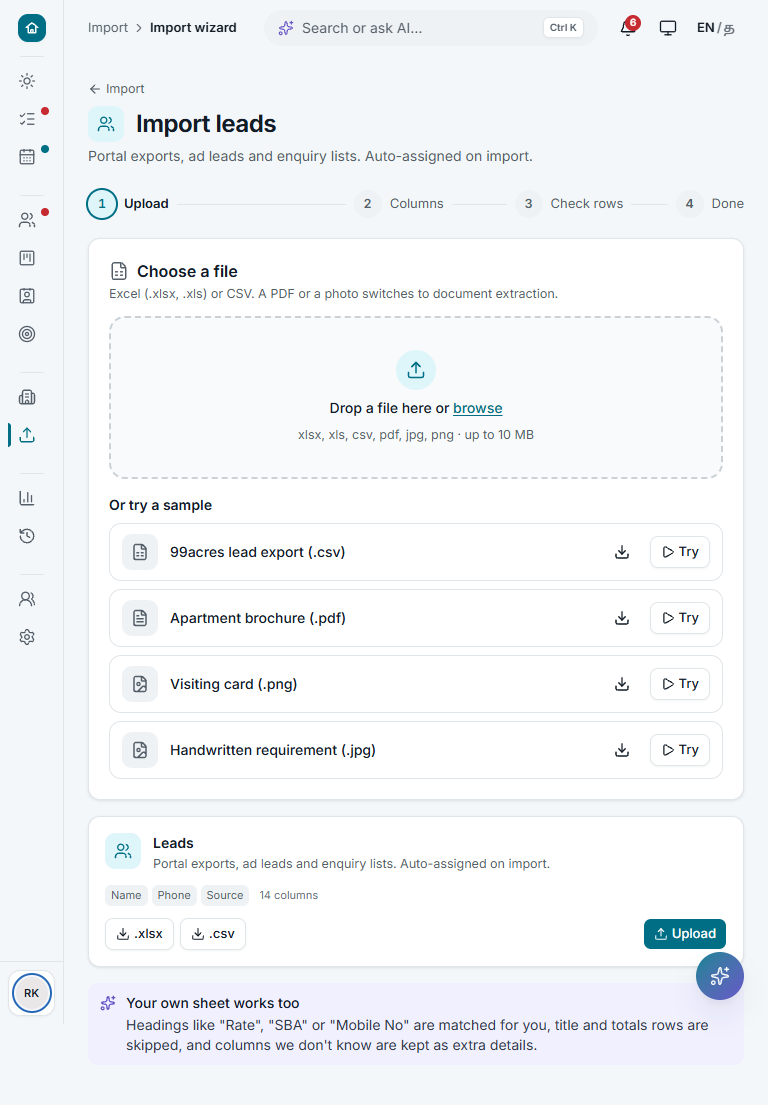 Import > Import wizard
Search or ask AI...
Ctrl K
6
EN / த
← Import
Import leads
Portal exports, ad leads and enquiry lists. Auto-assigned on import.
1 Upload
2 Columns
3 Check rows
4 Done
Choose a file
Excel (.xlsx, .xls) or CSV. A PDF or a photo switches to document extraction.
Drop a file here or browse
xlsx, xls, csv, pdf, jpg, png · up to 10 MB
Or try a sample
99acres lead export (.csv)
Try
Apartment brochure (.pdf)
Try
Visiting card (.png)
Try
Handwritten requirement (.jpg)
Try
Leads
Portal exports, ad leads and enquiry lists. Auto-assigned on import.
Name Phone Source 14 columns
.xlsx .csv Upload
RK
Your own sheet works too
Headings like "Rate", "SBA" or "Mobile No" are matched for you, title and totals rows are
skipped, and columns we don't know are kept as extra details.